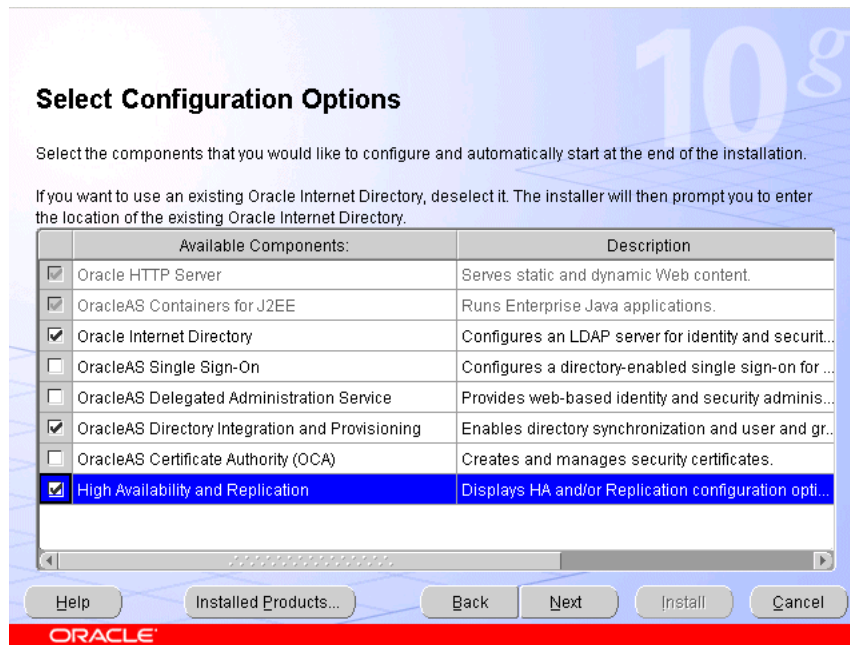 10g
Select Configuration Options
Select the components that you would like to configure and automatically start at the end of the installation.
If you want to use an existing Oracle Internet Directory, deselect it. The installer will then prompt you to enter
the location of the existing Oracle Internet Directory.
Available Components: Description
Oracle HTTP Server Serves static and dynamic Web content.
OracleAS Containers for J2EE Runs Enterprise Java applications.
Oracle Internet Directory Configures an LDAP server for identity and securit...
OracleAS Single Sign-On Configures a directory-enabled single sign-on for ...
OracleAS Delegated Administration Service Provides web-based identity and security adminis...
OracleAS Directory Integration and Provisioning Enables directory synchronization and user and gr...
OracleAS Certificate Authority (OCA) Creates and manages security certificates.
High Availability and Replication Displays HA and/or Replication configuration opti...
Help Installed Products... Back Next Install Cancel
ORACLE